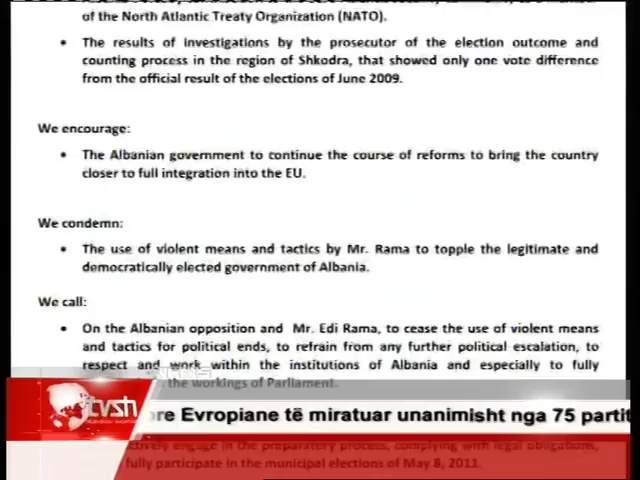 of the North Atlantic Treaty Organization (NATO).
• The results of investigations by the prosecutor of the election outcome and
counting process in the region of Shkodra, that showed only one vote difference
from the official result of the elections of June 2009.
We encourage:
• The Albanian government to continue the course of reforms to bring the country
closer to full integration into the EU.
We condemn:
• The use of violent means and tactics by Mr. Rama to topple the legitimate and
democratically elected government of Albania.
We call:
• On the Albanian opposition and Mr. Edi Rama, to cease the use of violent means
and tactics for political ends, to refrain from any further political escalation, to
respect and work within the institutions of Albania and especially to fully
the workings of Parliament.
NEWS
tvsh
ore Evropiane të miratuar unanimisht nga 75 partit
engage in the preparatory process, complying with legal obligations,
fully participate in the municipal elections of May 8, 2011.